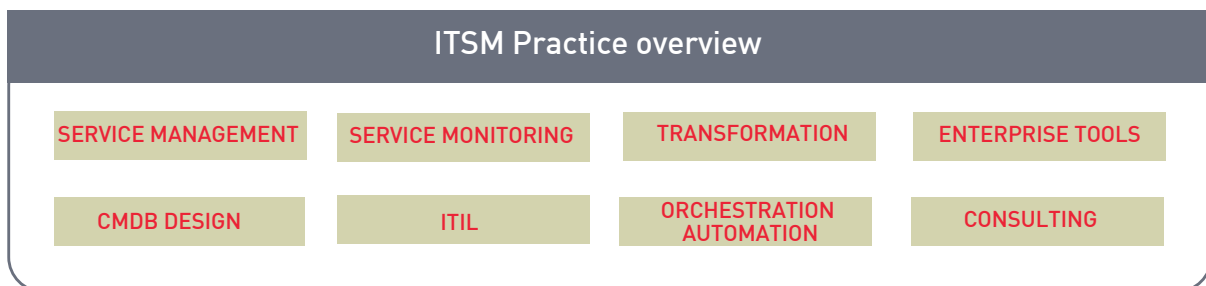 ITSM Practice overview
SERVICE MANAGEMENT
SERVICE MONITORING
TRANSFORMATION
ENTERPRISE TOOLS
CMDB DESIGN
ITIL
ORCHESTRATION
AUTOMATION
CONSULTING